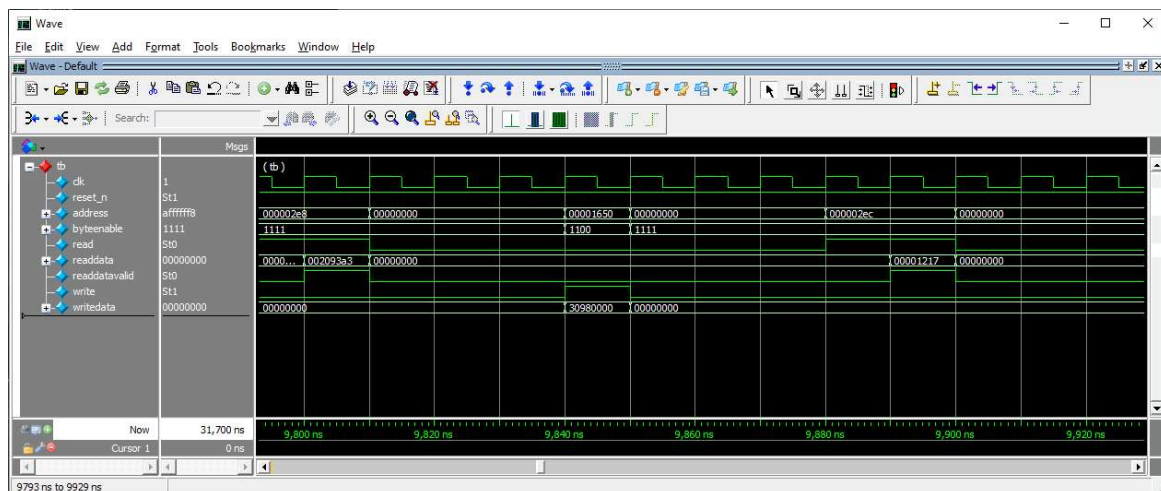 Wave
File Edit View Add Format Tools Bookmarks Window Help
Wave - Default
Search:
Msgs
tb (tb)
clk 1
reset_n St1
address affffff8 000002e8 00000000 00001650 00000000 000002ec 00000000
byteenable 1111 1111 1100 1111
read St0
readdata 00000000 0000... 002093a3 00000000 00001217 00000000
readdatavalid St0
write St1
writedata 00000000 00000000 30980000 00000000
Now 31,700 ns 9,800 ns 9,820 ns 9,840 ns 9,860 ns 9,880 ns 9,900 ns 9,920 ns
Cursor 1 0 ns
9793 ns to 9929 ns